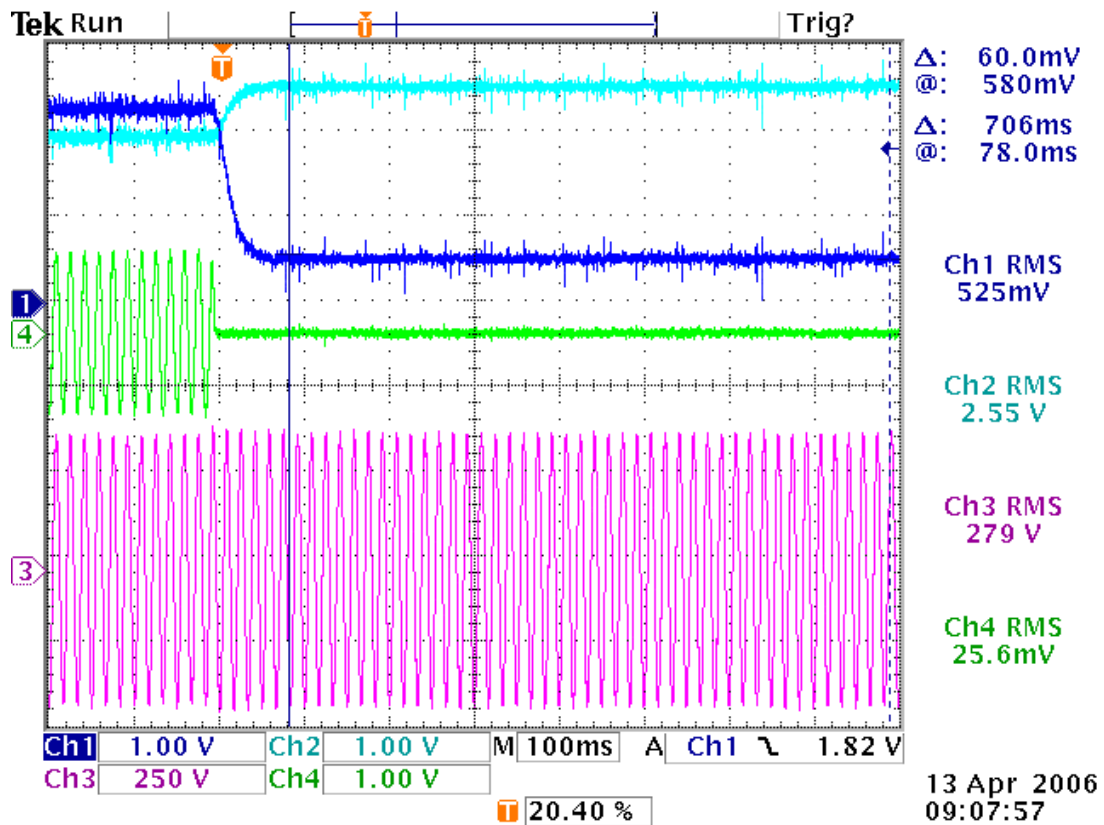 Tek Run Trig?
T
T
Δ: 60.0mV
@: 580mV
Δ: 706ms
@: 78.0ms
Ch1 RMS
525mV
1
4
Ch2 RMS
2.55 V
Ch3 RMS
279 V
3
Ch4 RMS
25.6mV
Ch1 1.00 V Ch2 1.00 V M 100ms A Ch1 1.82 V
Ch3 250 V Ch4 1.00 V
T 20.40 %
13 Apr 2006
09:07:57